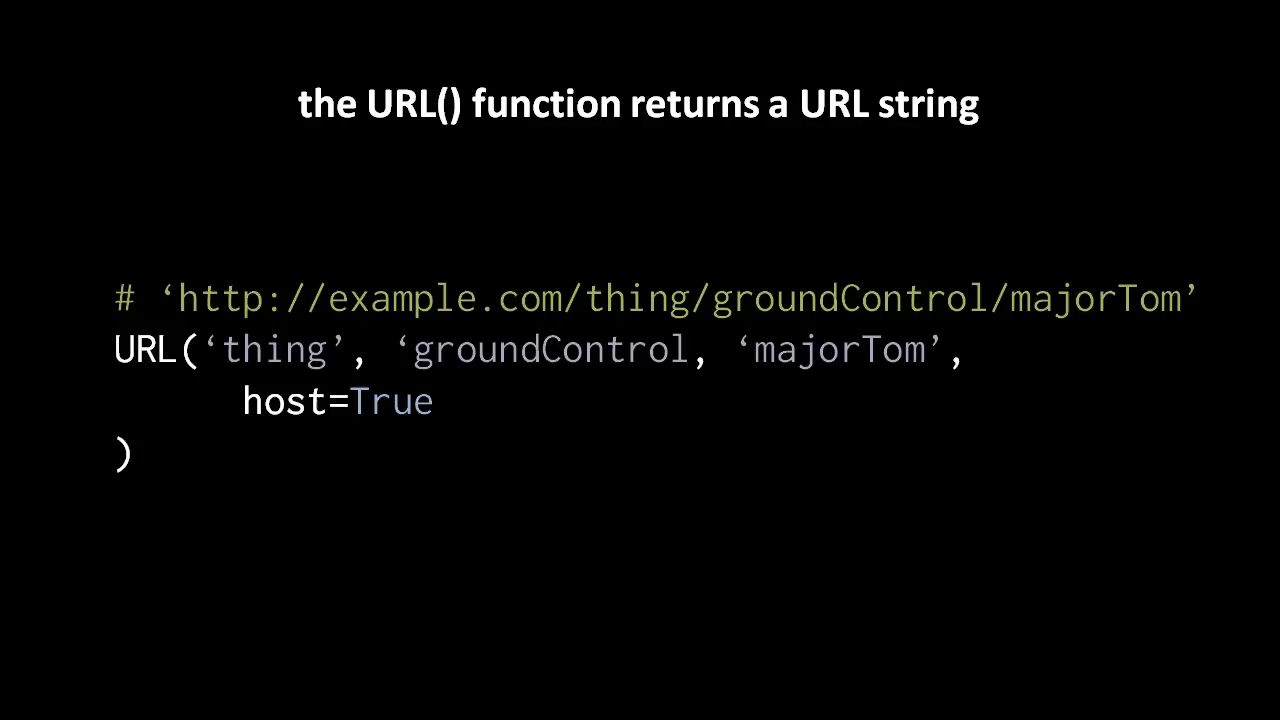 the URL() function returns a URL string
# ‘http://example.com/thing/groundControl/majorTom’
URL(‘thing’, ‘groundControl, ‘majorTom’,
host=True
)